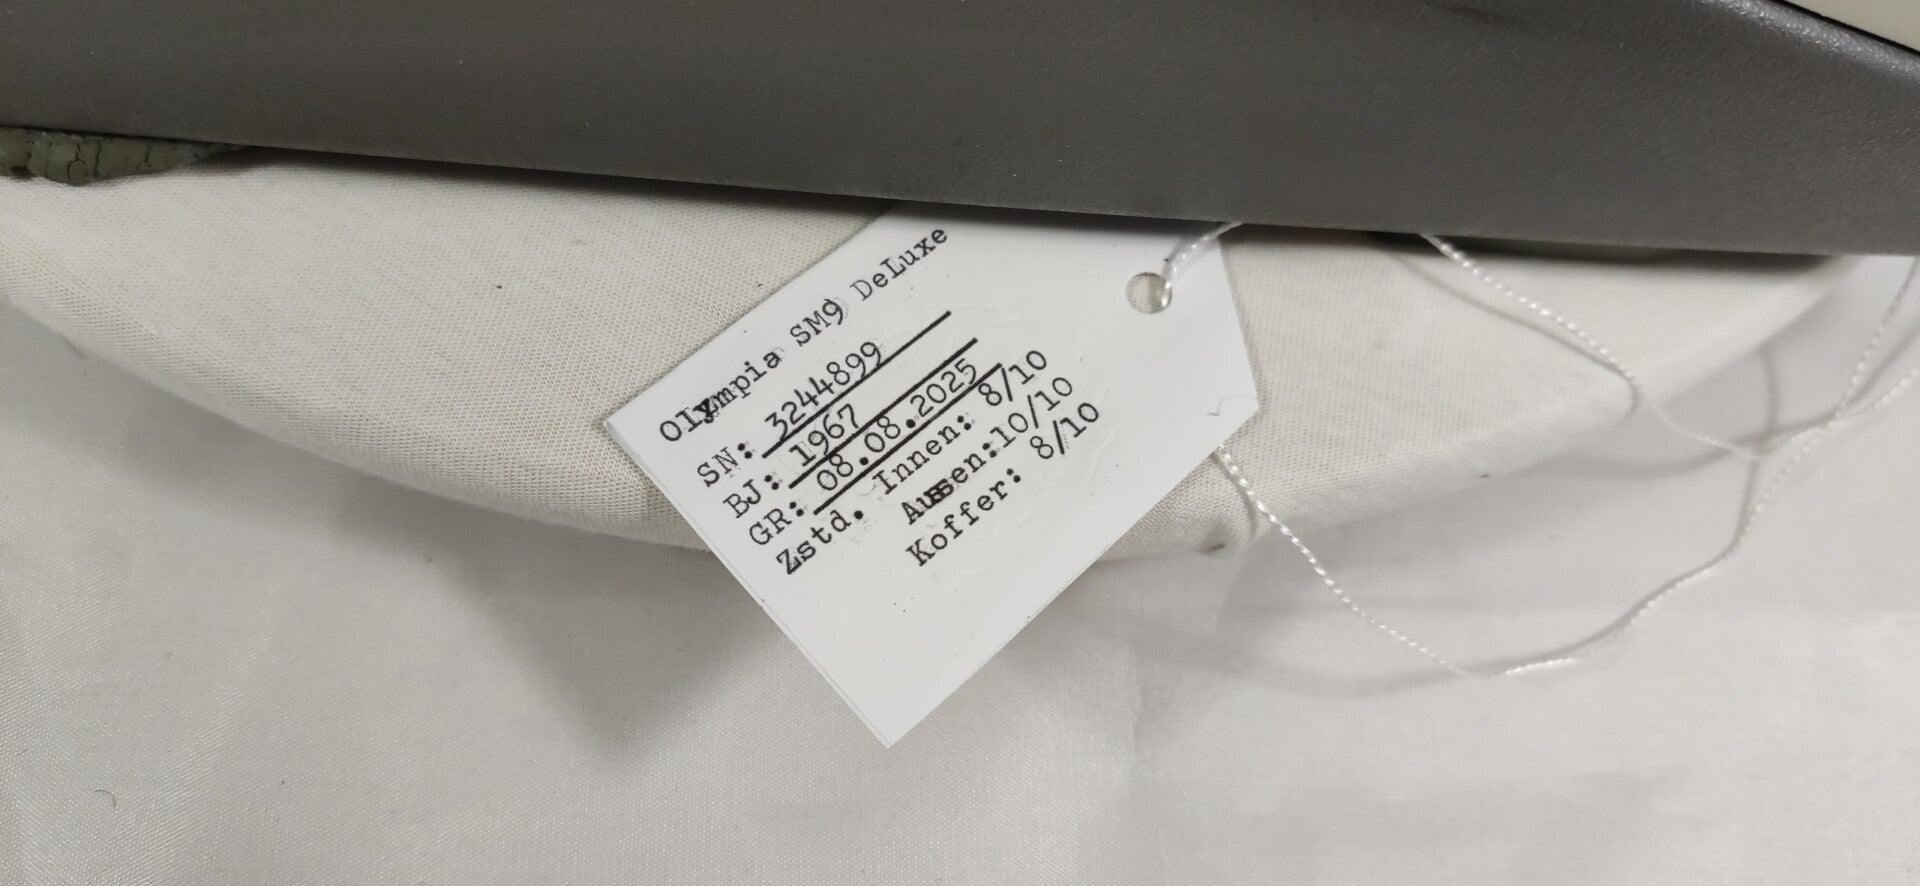 Olympia SM9 DeLuxe
SN: 3244899
BJ: 1967
GR: 08.08.2025
Zstd. Innen: 8/10
Aussen:10/10
Koffer: 8/10